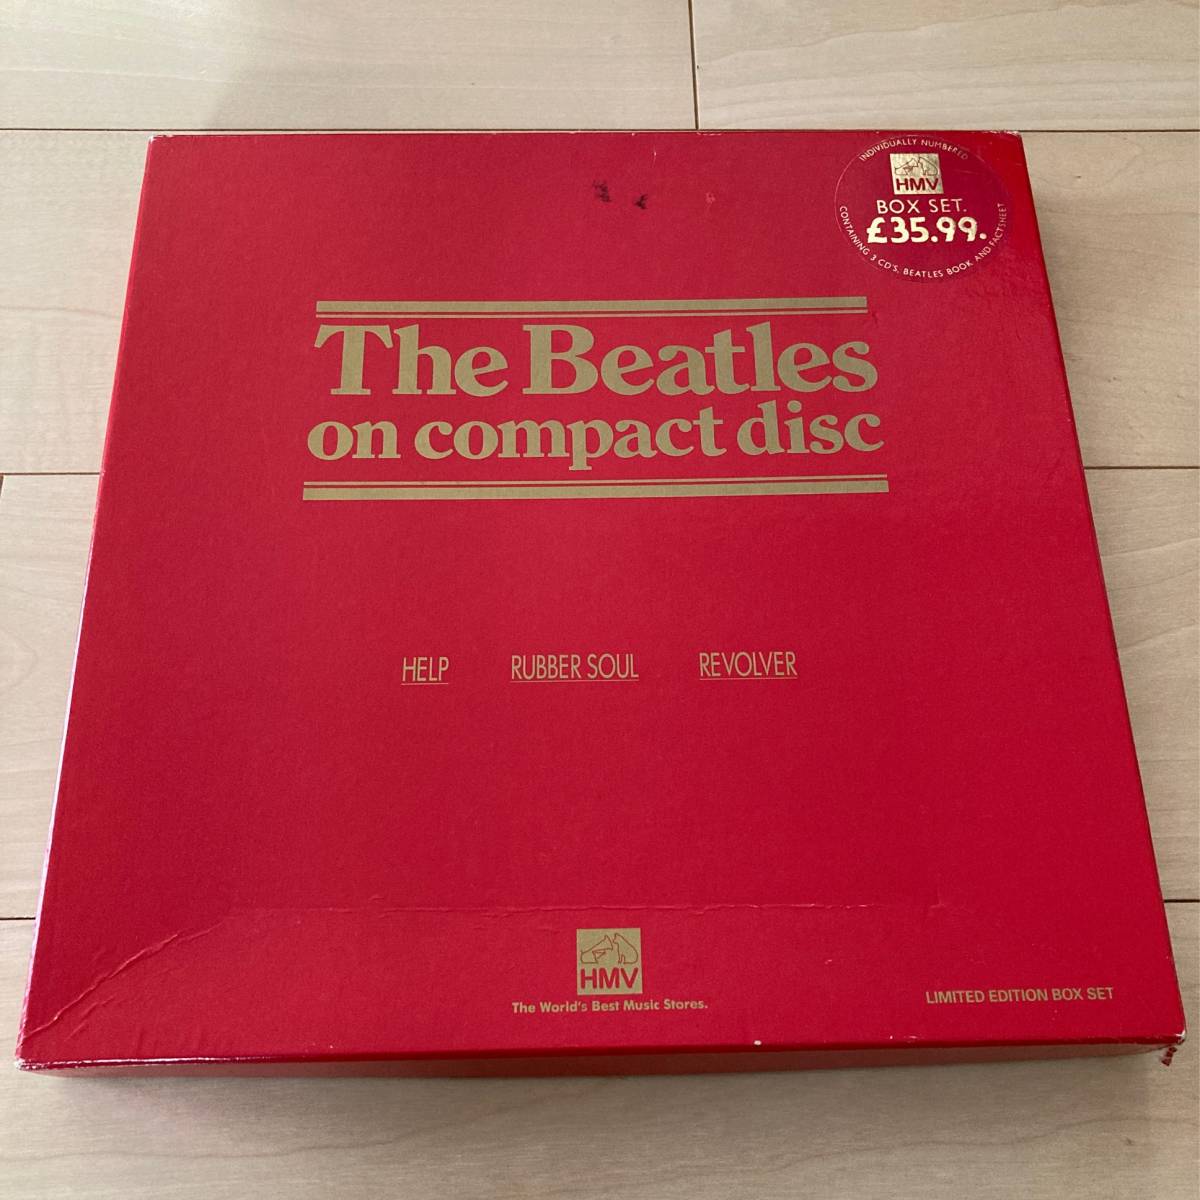 INDIVIDUALLY NUMBERED
HMV
BOX SET.
£35.99.
CONTAINING 3 CD'S, BEATLES BOOK AND FACTSHEET
The Beatles
on compact disc
HELP RUBBER SOUL REVOLVER
HMV
The World's Best Music Stores.
LIMITED EDITION BOX SET